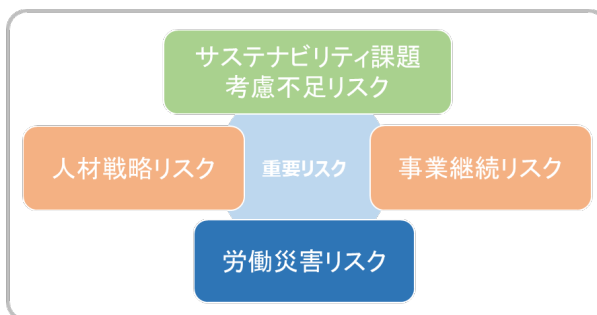 サステナビリティ課題
考慮不足リスク
人材戦略リスク
重要リスク
事業継続リスク
労働災害リスク